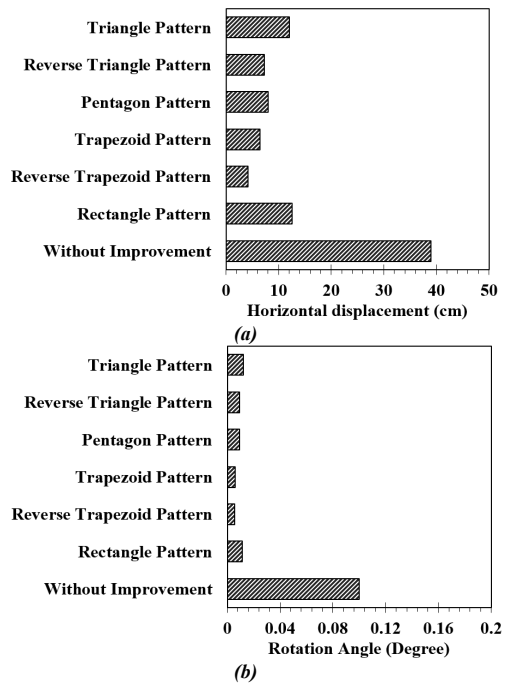 Triangle Pattern
Reverse Triangle Pattern
Pentagon Pattern
Trapezoid Pattern
Reverse Trapezoid Pattern
Rectangle Pattern
Without Improvement
0 10 20 30 40 50
Horizontal displacement (cm)
(a)
Triangle Pattern
Reverse Triangle Pattern
Pentagon Pattern
Trapezoid Pattern
Reverse Trapezoid Pattern
Rectangle Pattern
Without Improvement
0 0.04 0.08 0.12 0.16 0.2
Rotation Angle (Degree)
(b)